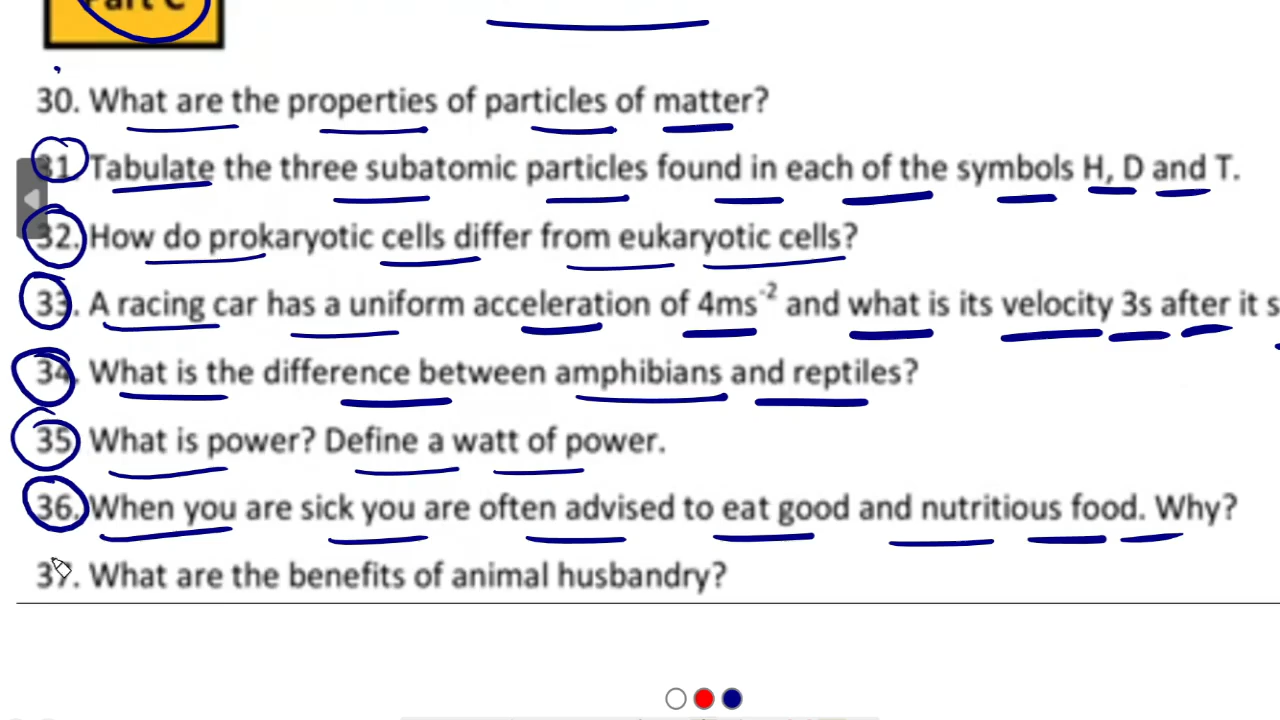 Part C
30. What are the properties of particles of matter?
31. Tabulate the three subatomic particles found in each of the symbols H, D and T.
32. How do prokaryotic cells differ from eukaryotic cells?
33. A racing car has a uniform acceleration of 4ms⁻² and what is its velocity 3s after it s
34. What is the difference between amphibians and reptiles?
35. What is power? Define a watt of power.
36. When you are sick you are often advised to eat good and nutritious food. Why?
37. What are the benefits of animal husbandry?